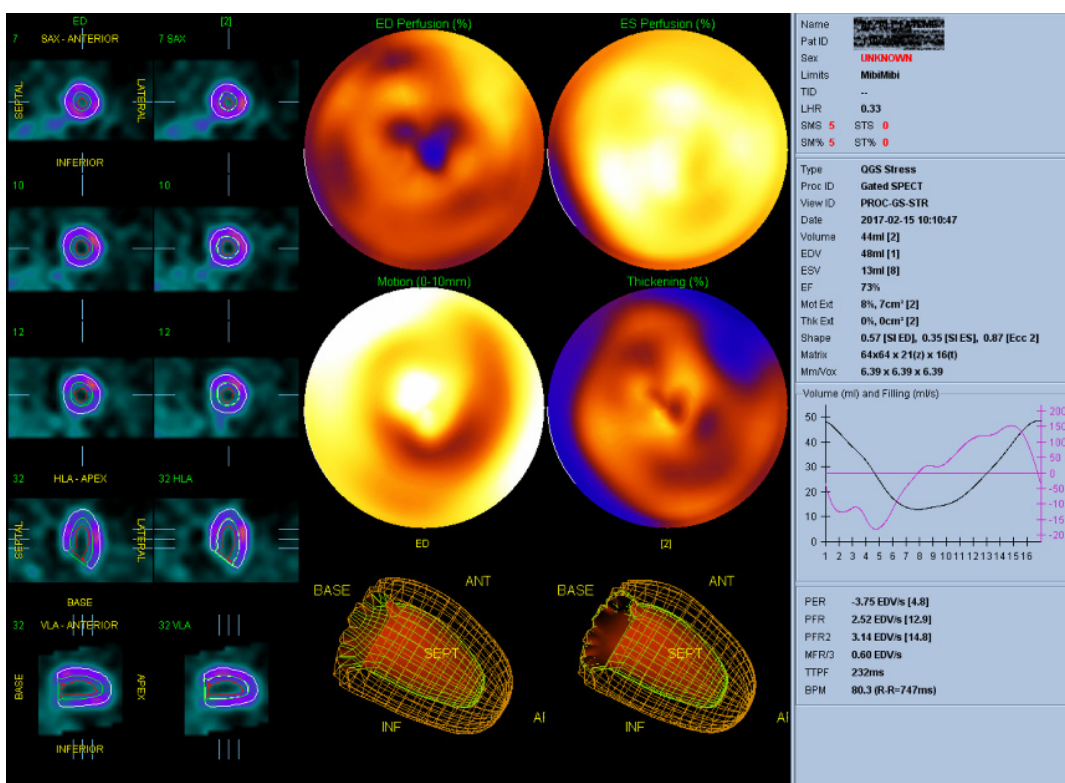 ED [2]
7 SAX - ANTERIOR 7 SAX
SEPTAL LATERAL
INFERIOR
10 10
12 12
32 HLA - APEX 32 HLA
SEPTAL LATERAL
BASE
32 VLA - ANTERIOR 32 VLA
BASE APEX
INFERIOR
ED Perfusion (%) ES Perfusion (%)
Motion (0-10mm) Thickening (%)
ED [2]
BASE ANT BASE ANT
SEPT SEPT
INF INF
Name
Pat ID
Sex UNKNOWN
Limits MibiMibi
TID --
LHR 0.33
SMS 5 STS 0
SM% 5 ST% 0
Type QGS Stress
Proc ID Gated SPECT
View ID PROC-GS-STR
Date 2017-02-15 10:10:47
Volume 44ml [2]
EDV 48ml [1]
ESV 13ml [8]
EF 73%
Mot Ext 8%, 7cm² [2]
Thk Ext 0%, 0cm² [2]
Shape 0.57 [SI ED], 0.35 [SI ES], 0.87 [Ecc 2]
Matrix 64x64 x 21(z) x 16(t)
Mm/Vox 6.39 x 6.39 x 6.39
Volume (ml) and Filling (ml/s)
50 40 30 20 10 0
200 150 100 50 0 -50 -10 -15 -20
1 2 3 4 5 6 7 8 9 10 11 12 13 14 15 16
PER -3.75 EDV/s [4.8]
PFR 2.52 EDV/s [12.9]
PFR2 3.14 EDV/s [14.8]
MFR/3 0.60 EDV/s
TTPF 232ms
BPM 80.3 (R-R=747ms)